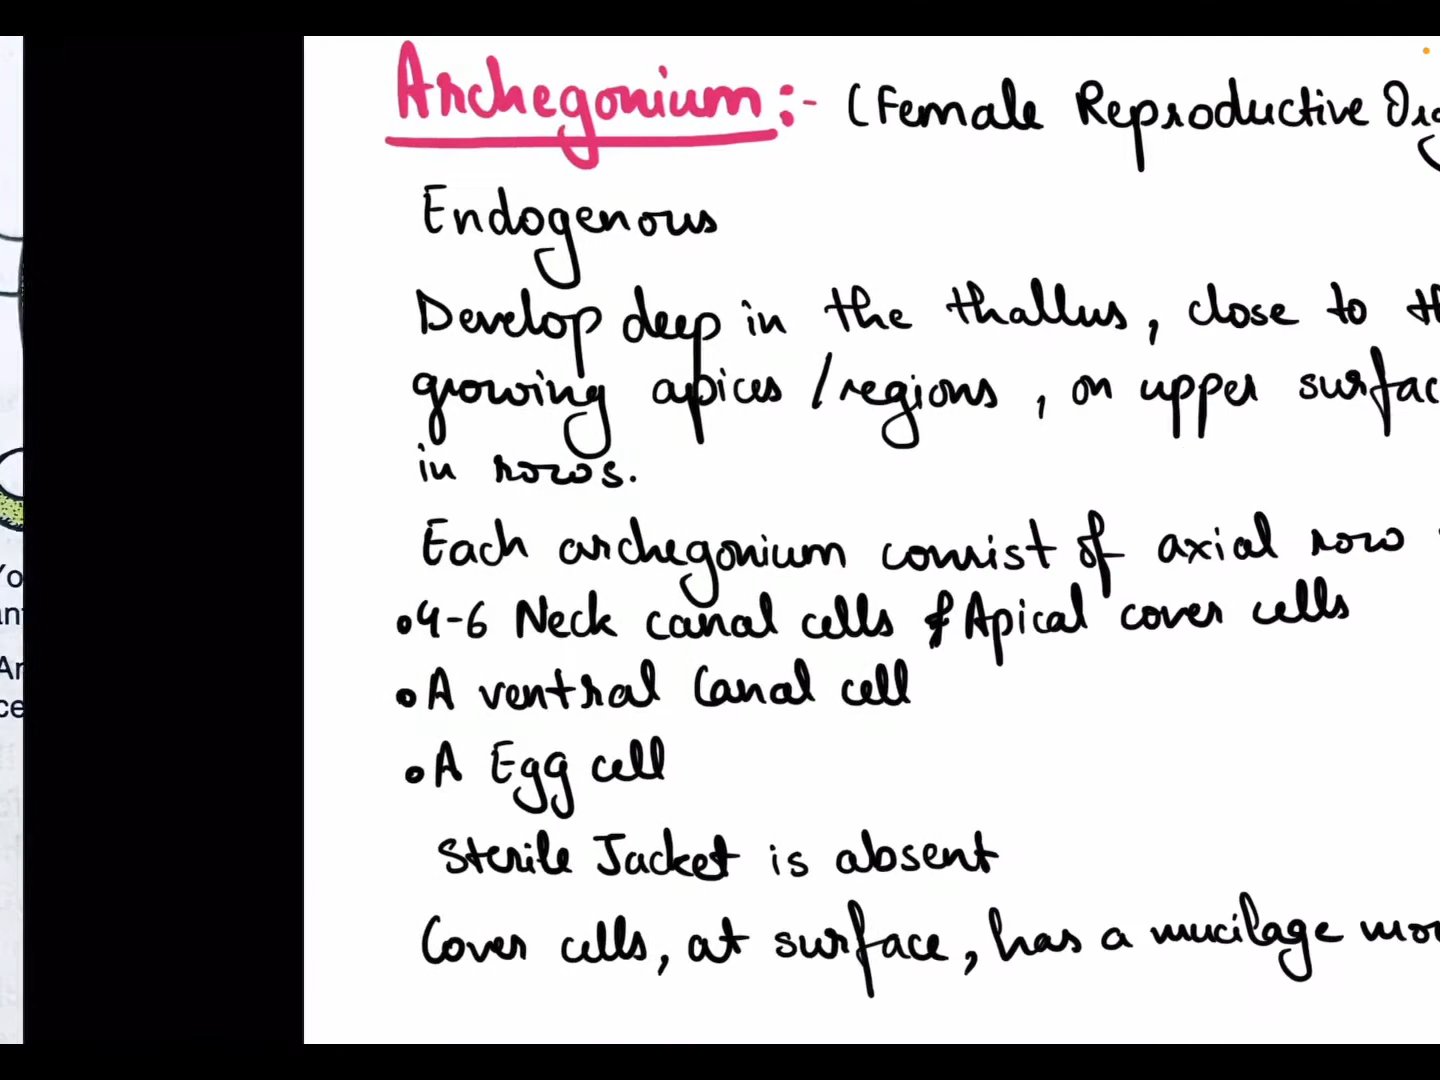 Archegonium:- (Female Reproductive
Endogenous
Develop deep in the thallus, close to
growing apices/regions, on upper
in rows.
Each archegonium consist of axial row
•4-6 Neck canal cells & Apical cover cells
•A ventral Canal cell
•A Egg cell
Sterile Jacket is absent
Cover cells, at surface, has a mucilage